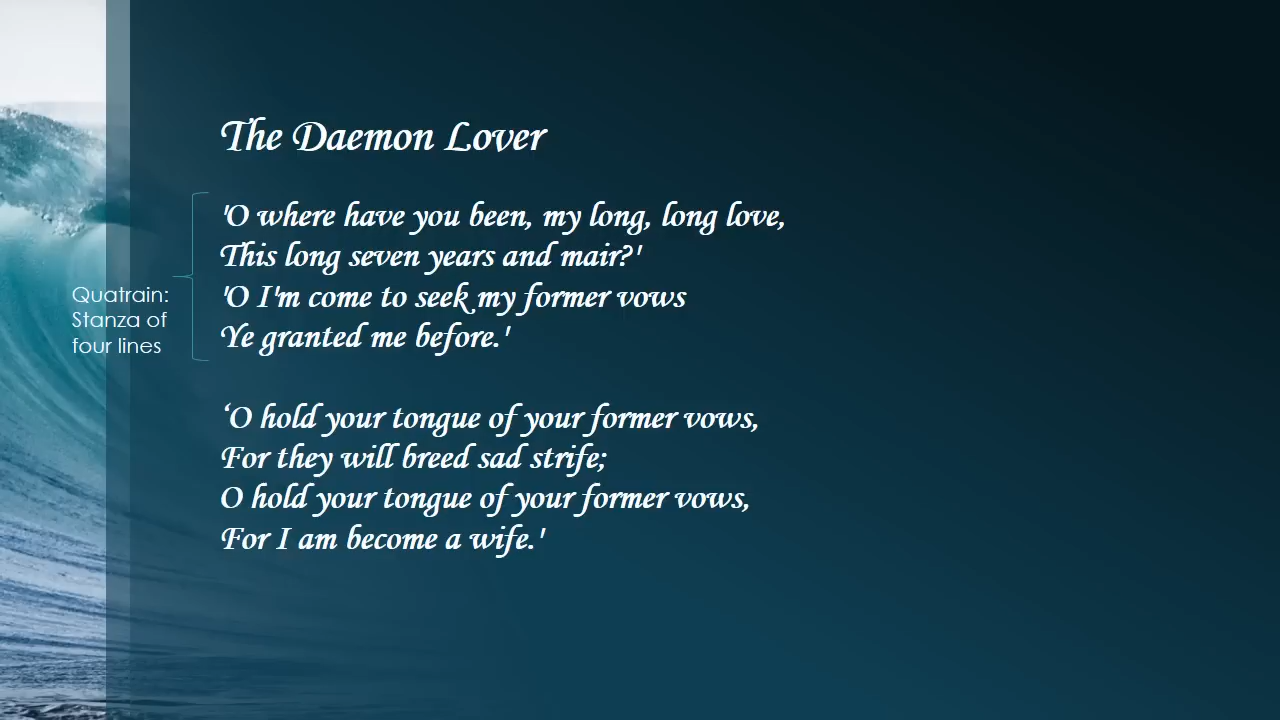 The Daemon Lover
'O where have you been, my long, long love,
This long seven years and mair?'
'O I'm come to seek my former vows
Ye granted me before.'
Quatrain:
Stanza of
four lines
‘O hold your tongue of your former vows,
For they will breed sad strife;
O hold your tongue of your former vows,
For I am become a wife.'